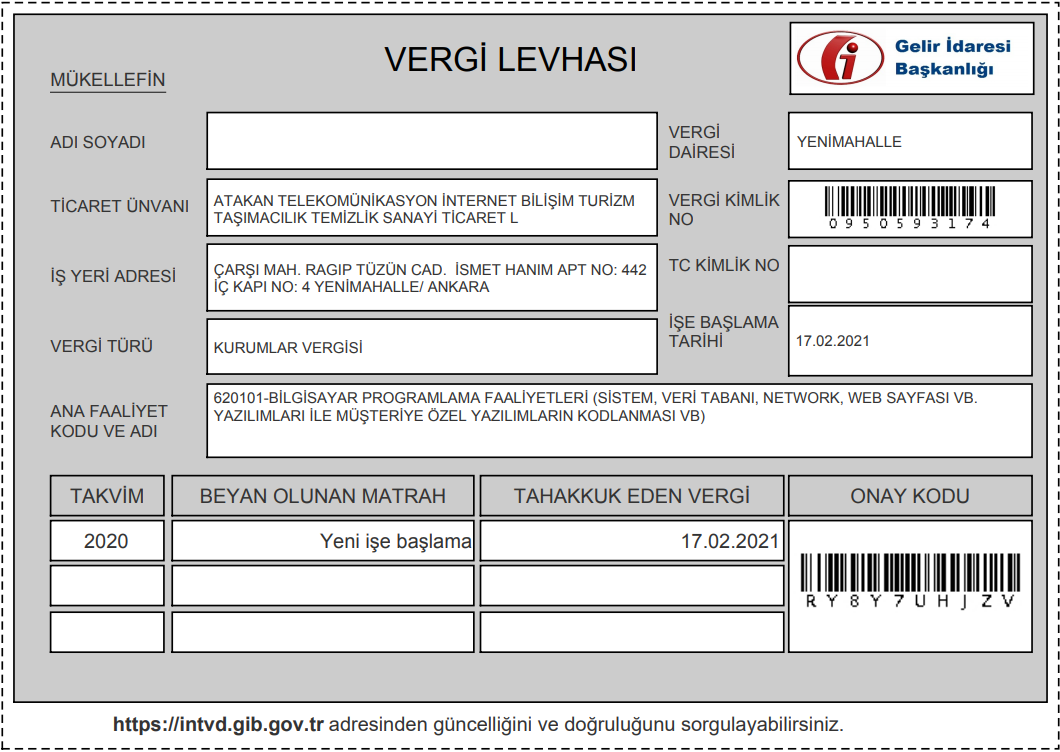 VERGİ LEVHASI
Gelir İdaresi
Başkanlığı
MÜKELLEFİN
ADI SOYADI
VERGİ
DAİRESİ
YENİMAHALLE
TİCARET ÜNVANI
ATAKAN TELEKOMÜNİKASYON İNTERNET BİLİŞİM TURİZM
TAŞIMACILIK TEMİZLİK SANAYİ TİCARET L
VERGİ KİMLİK
NO
0950593174
İŞ YERİ ADRESİ
ÇARŞI MAH. RAGIP TÜZÜN CAD. İSMET HANIM APT NO: 442
İÇ KAPI NO: 4 YENİMAHALLE/ ANKARA
TC KİMLİK NO
VERGİ TÜRÜ
KURUMLAR VERGİSİ
İŞE BAŞLAMA
TARİHİ
17.02.2021
ANA FAALİYET
KODU VE ADI
620101-BİLGİSAYAR PROGRAMLAMA FAALİYETLERİ (SİSTEM, VERİ TABANI, NETWORK, WEB SAYFASI VB.
YAZILIMLARI İLE MÜŞTERİYE ÖZEL YAZILIMLARIN KODLANMASI VB)
TAKVİM BEYAN OLUNAN MATRAH TAHAKKUK EDEN VERGİ ONAY KODU
2020 Yeni işe başlama 17.02.2021
RY8Y7UHJZV
https://intvd.gib.gov.tr adresinden güncelliğini ve doğruluğunu sorgulayabilirsiniz.